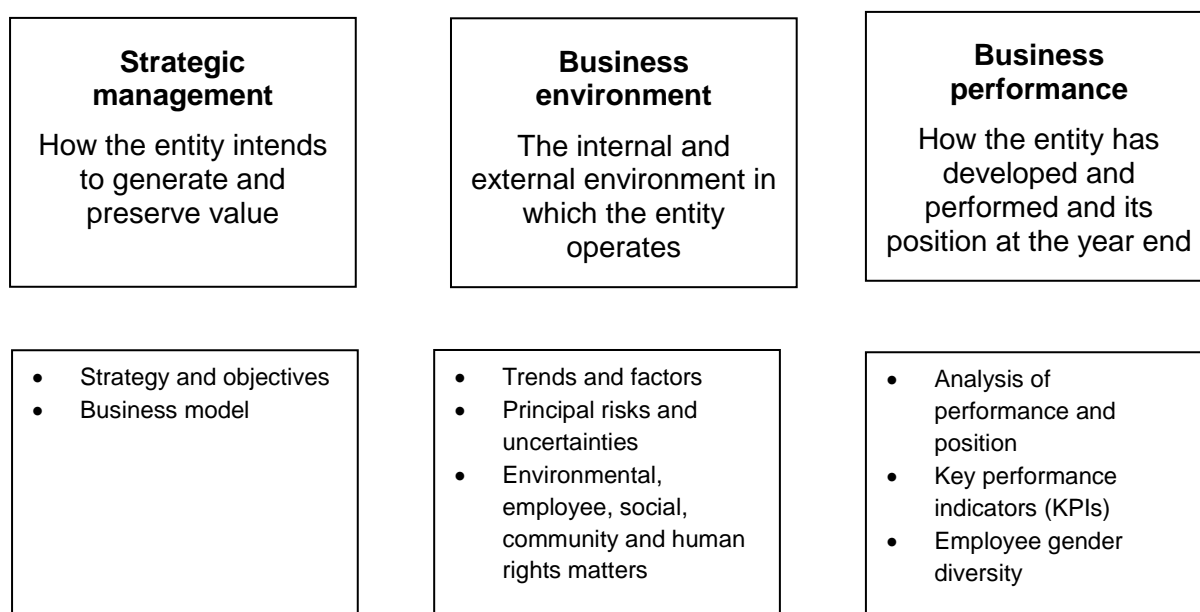 Strategic
management
How the entity intends
to generate and
preserve value
Business
environment
The internal and
external environment in
which the entity
operates
Business
performance
How the entity has
developed and
performed and its
position at the year end
• Strategy and objectives
• Business model
• Trends and factors
• Principal risks and
uncertainties
• Environmental,
employee, social,
community and human
rights matters
• Analysis of
performance and
position
• Key performance
indicators (KPIs)
• Employee gender
diversity